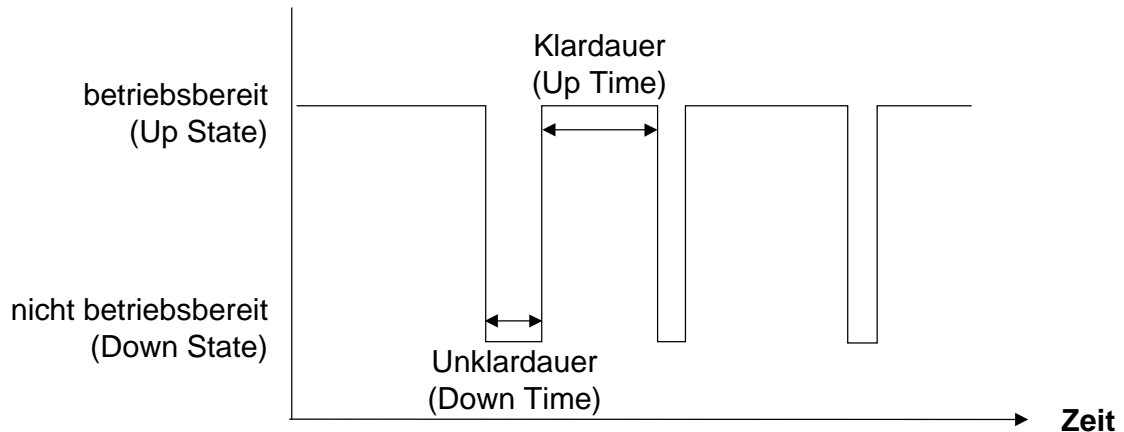 Klardauer
(Up Time)
betriebsbereit
(Up State)
nicht betriebsbereit
(Down State)
Unklardauer
(Down Time)
Zeit